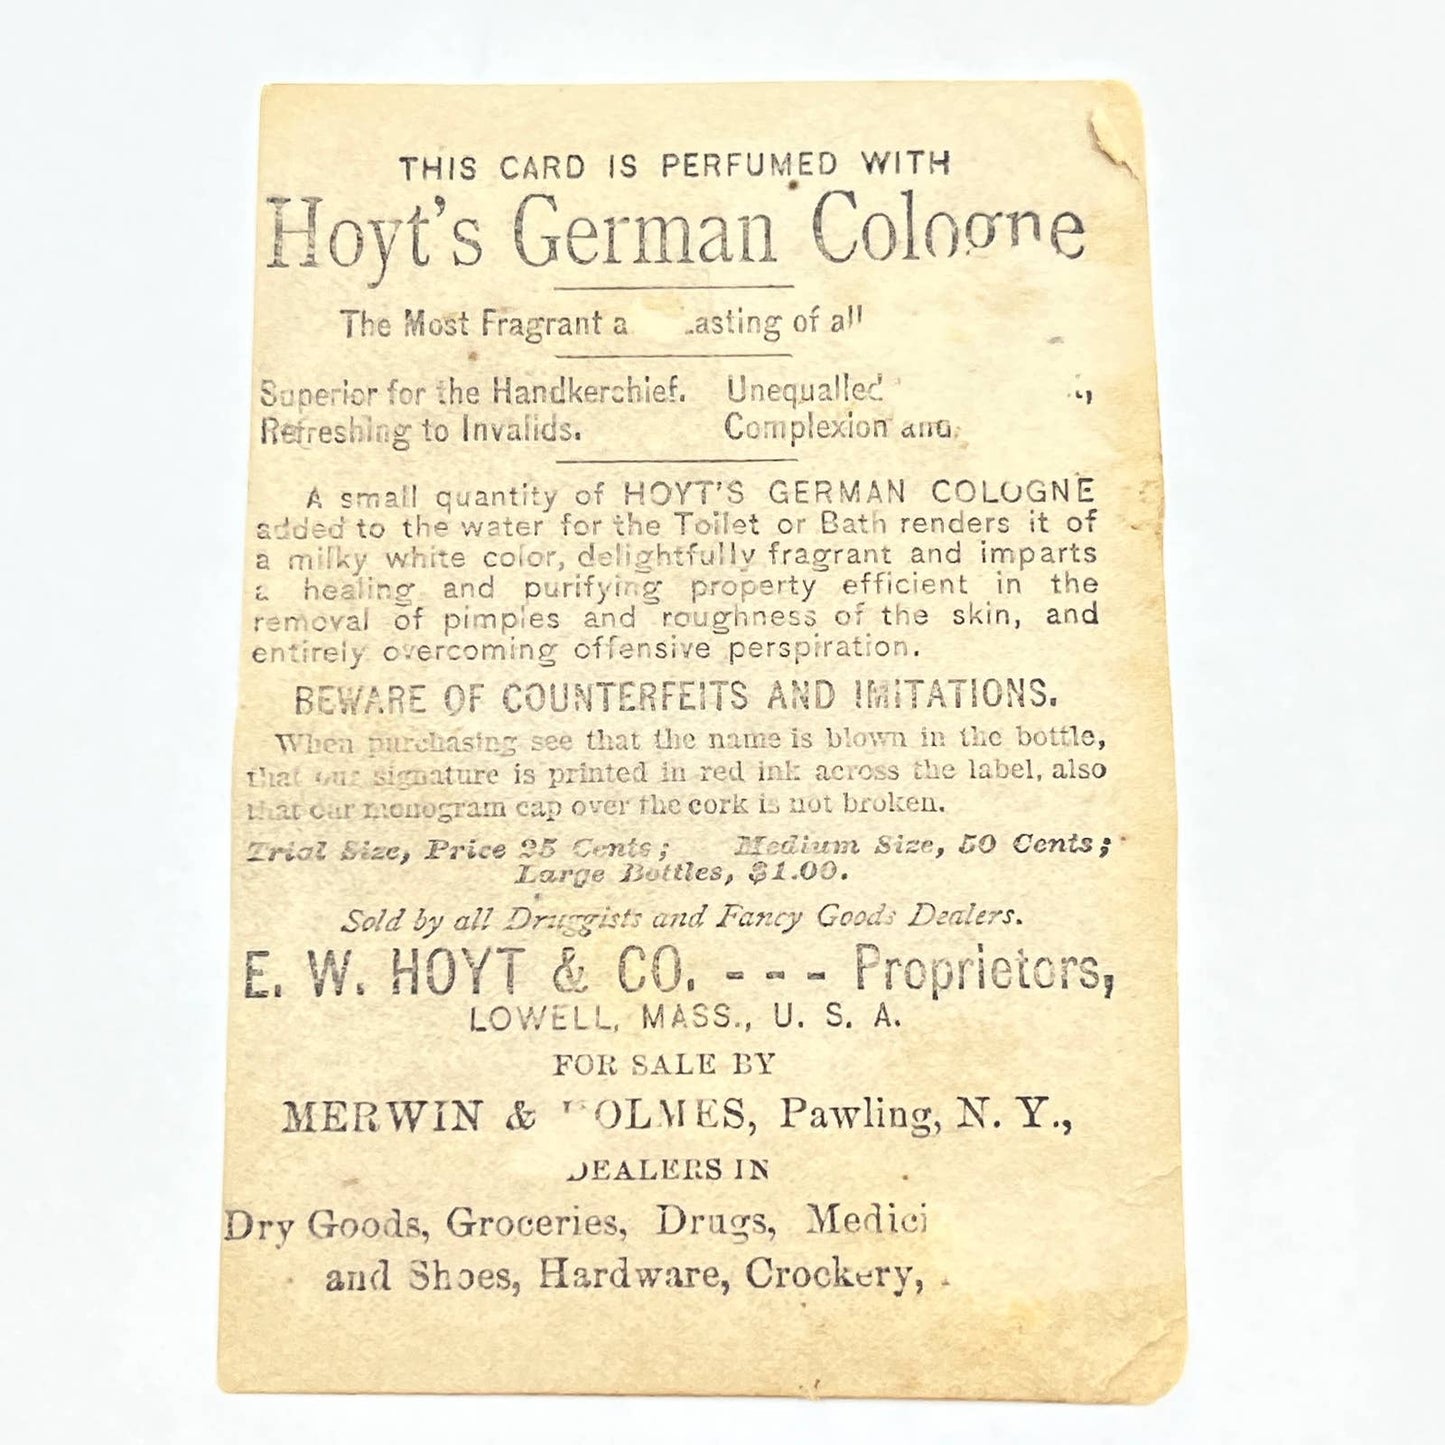 THIS CARD IS PERFUMED WITH
Hoyt's German Cologne
The Most Fragrant a asting of all
Superior for the Handkerchief. Unequalled
Refreshing to Invalids. Complexion and
A small quantity of HOYT'S GERMAN COLOGNE
added to the water for the Toilet or Bath renders it of
a milky white color, delightfully fragrant and imparts
a healing and purifying property efficient in the
removal of pimples and roughness of the skin, and
entirely overcoming offensive perspiration.
BEWARE OF COUNTERFEITS AND IMITATIONS.
When purchasing see that the name is blown in the bottle,
that our signature is printed in red ink across the label, also
that our monogram cap over the cork is not broken.
Trial Size, Price 25 Cents; Medium Size, 50 Cents;
Large Bottles, $1.00.
Sold by all Druggists and Fancy Goods Dealers.
E. W. HOYT & CO. - - - Proprietors,
LOWELL, MASS., U. S. A.
FOR SALE BY
MERWIN & HOLMES, Pawling, N. Y.,
DEALERS IN
Dry Goods, Groceries, Drugs, Medici
and Shoes, Hardware, Crockery,